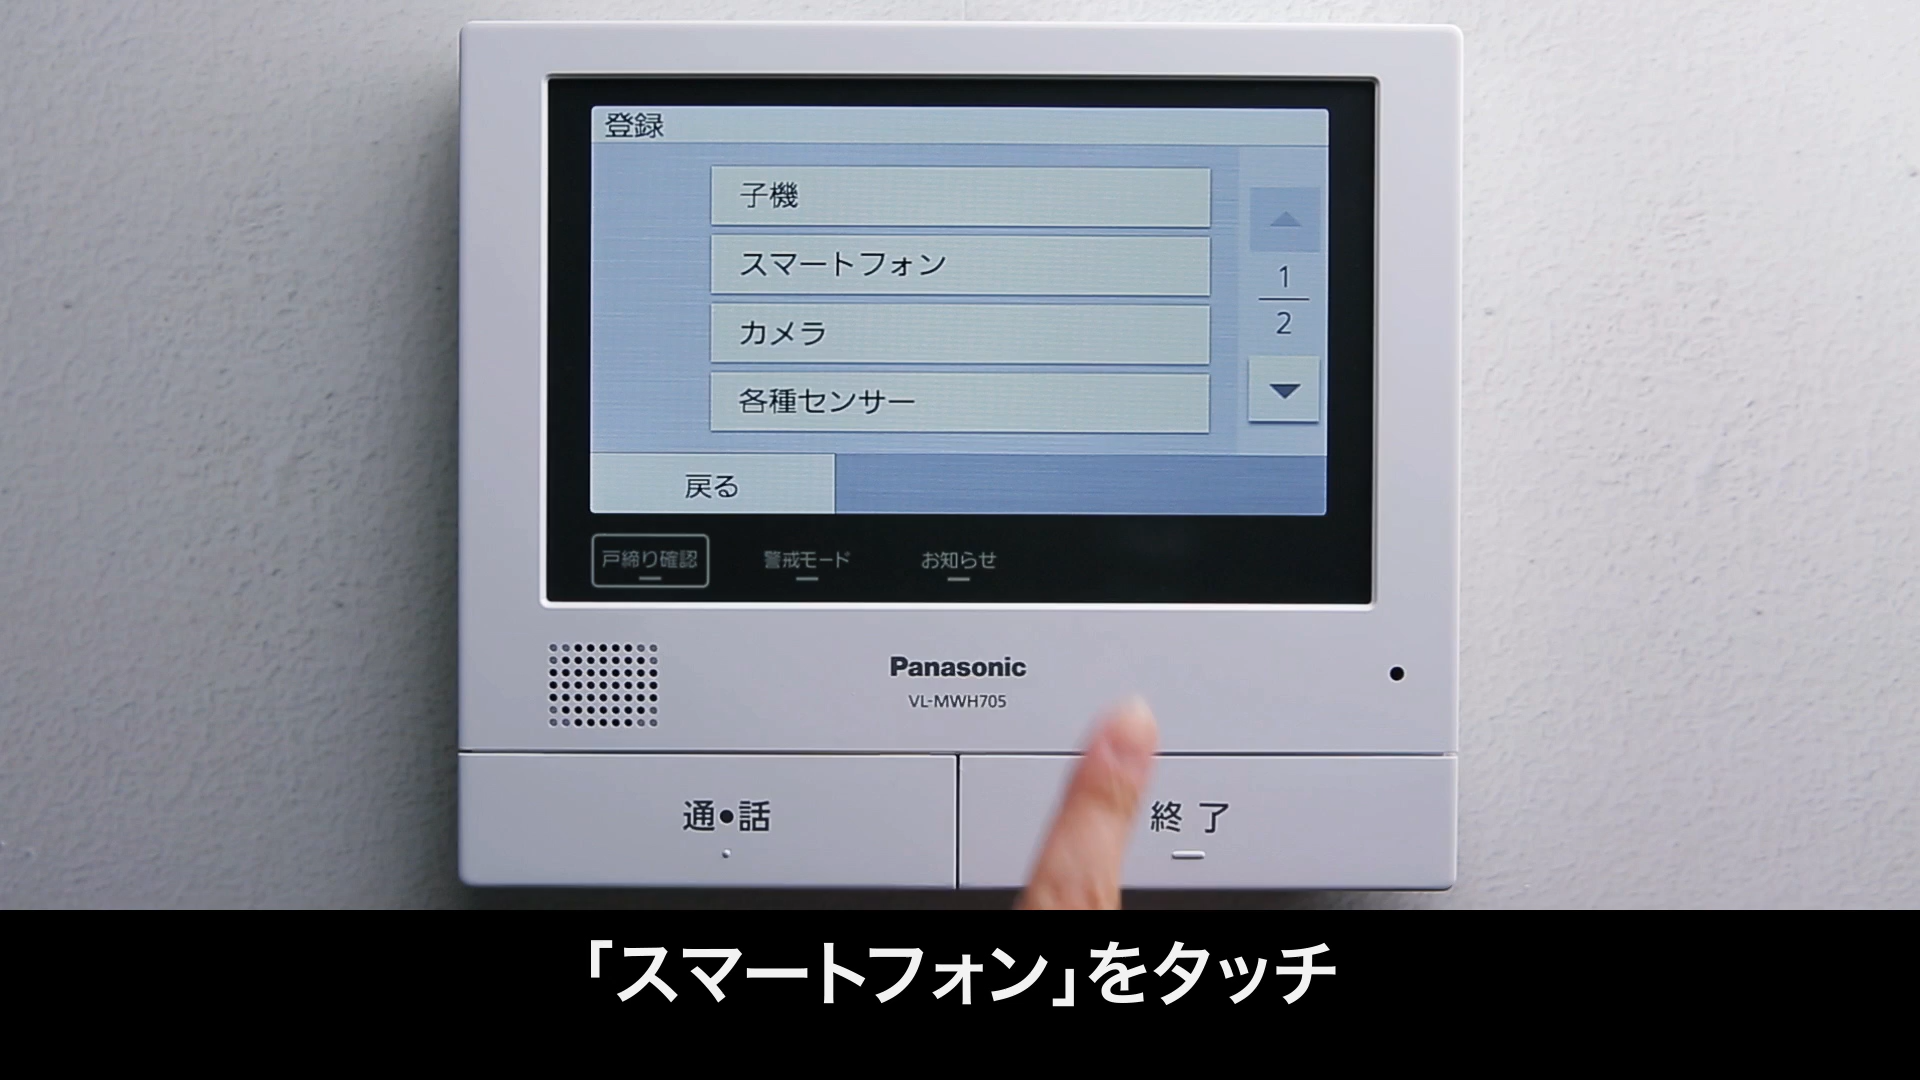 登録
子機
スマートフォン
カメラ
各種センサー
1
2
戻る
戸締り確認
警戒モード
お知らせ
Panasonic
VL-MWH705
通●話
終了
「スマートフォン」をタッチ